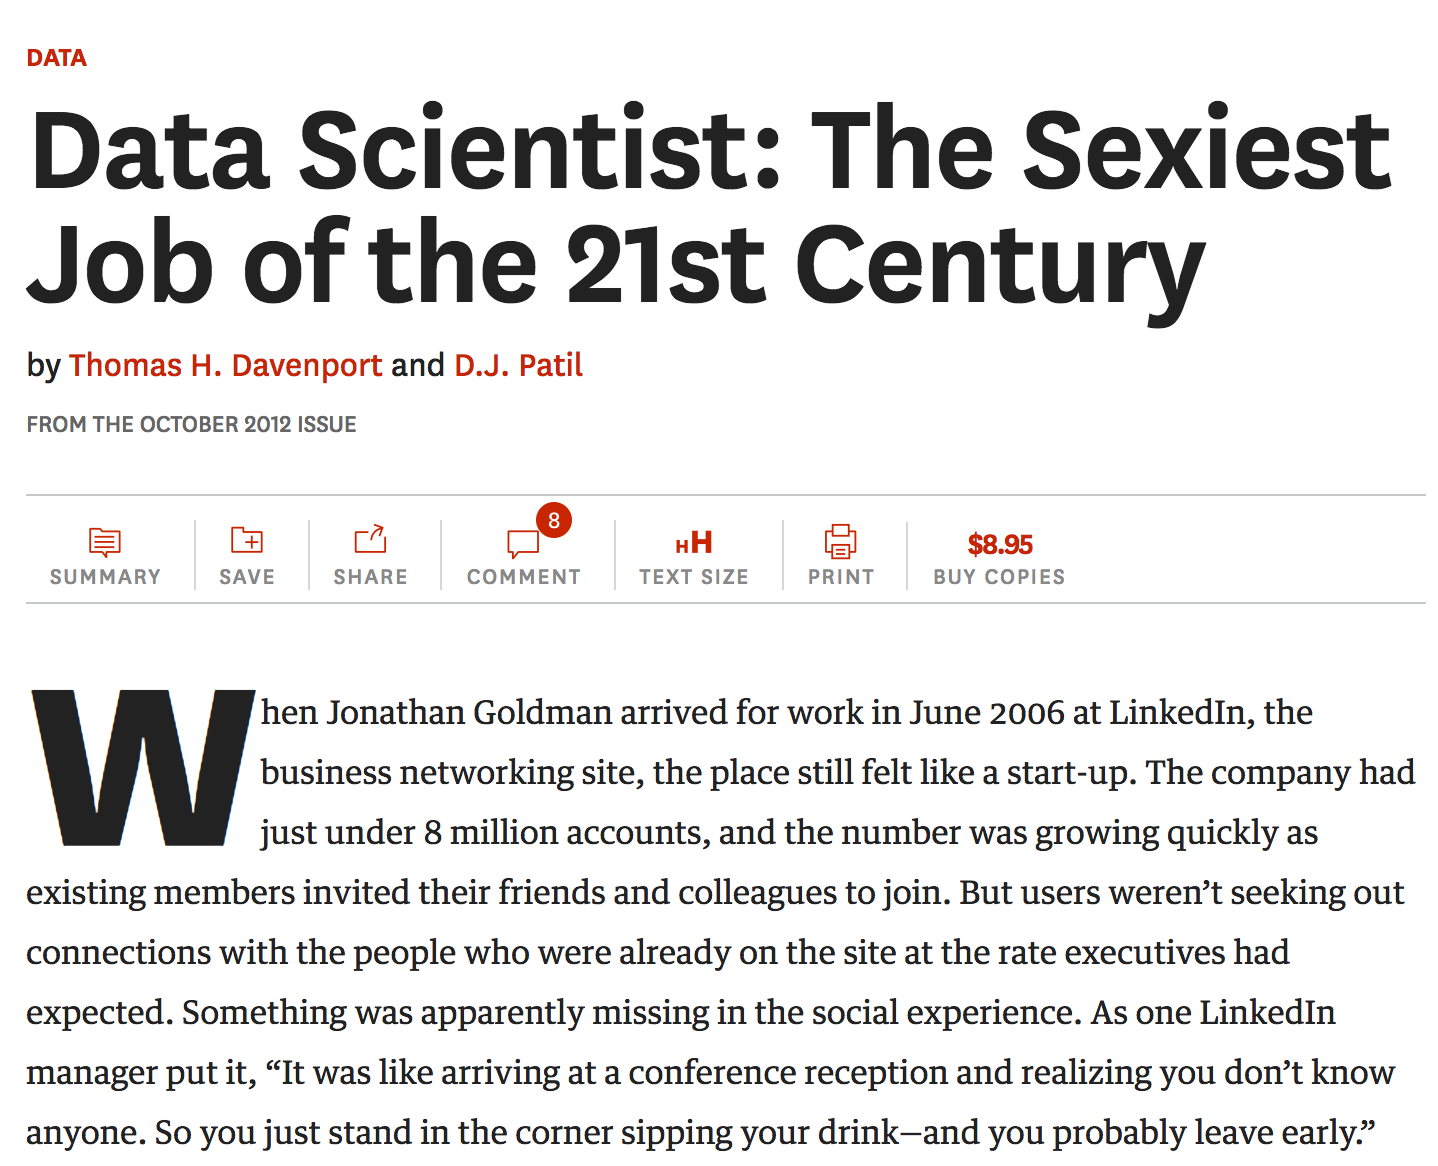 DATA
Data Scientist: The Sexiest
Job of the 21st Century
by Thomas H. Davenport and D.J. Patil
FROM THE OCTOBER 2012 ISSUE
8
HH $8.95
SUMMARY SAVE SHARE COMMENT TEXT SIZE PRINT BUY COPIES
When Jonathan Goldman arrived for work in June 2006 at LinkedIn, the
business networking site, the place still felt like a start-up. The company had
just under 8 million accounts, and the number was growing quickly as
existing members invited their friends and colleagues to join. But users weren’t seeking out
connections with the people who were already on the site at the rate executives had
expected. Something was apparently missing in the social experience. As one LinkedIn
manager put it, “It was like arriving at a conference reception and realizing you don’t know
anyone. So you just stand in the corner sipping your drink—and you probably leave early.”